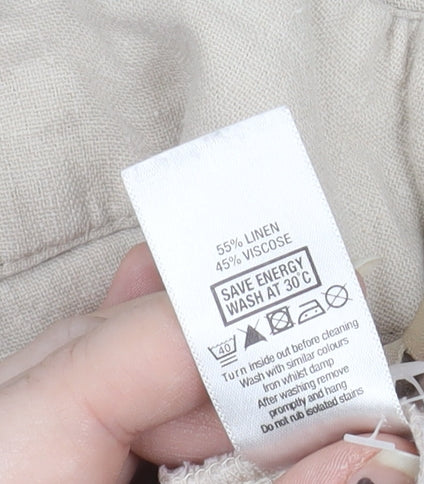 55% LINEN
45% VISCOSE
SAVE ENERGY
WASH AT 30°C
40
Turn inside out before cleaning
Wash with similar colours
Iron whilst damp
After washing remove
promptly and hang
Do not rub isolated stains